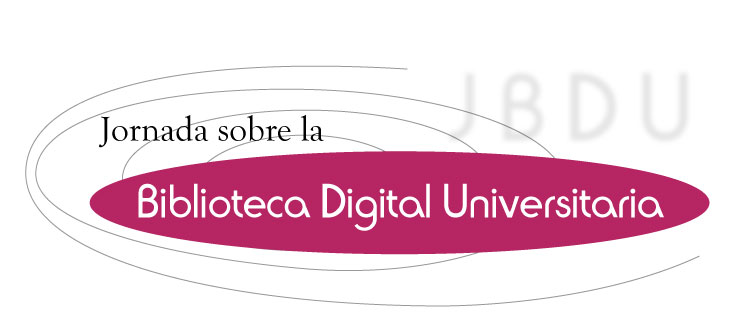 JBDU
Jornada sobre la
Biblioteca Digital Universitaria